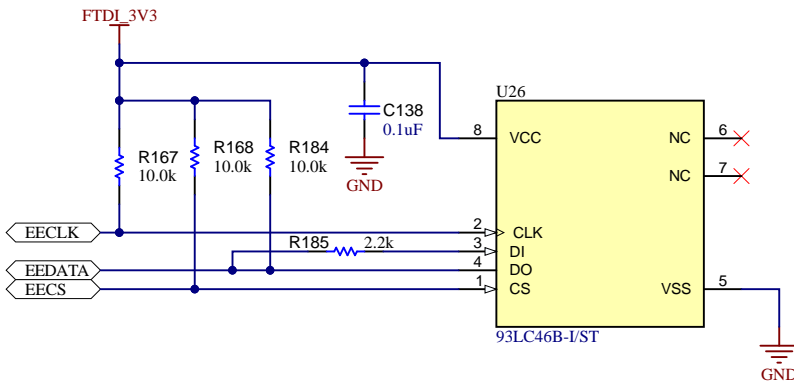 FTDI_3V3
U26
C138
0.1uF
8
VCC
NC
6
R167
10.0k
R168
10.0k
R184
10.0k
GND
NC
7
EECLK
2
CLK
R185
2.2k
3
DI
EEDATA
4
DO
EECS
1
CS
VSS
5
93LC46B-I/ST
GND